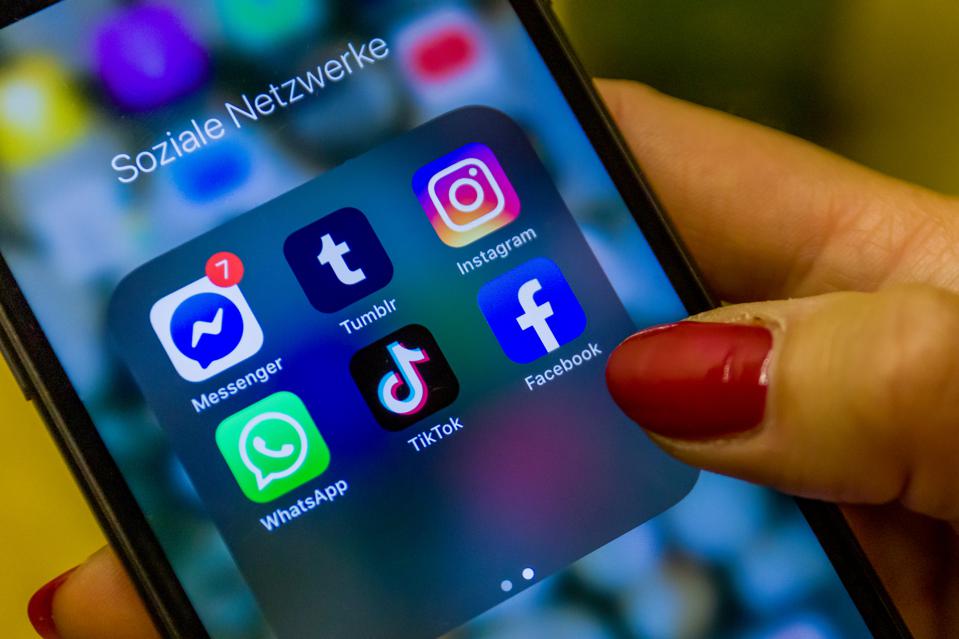 Soziale Netzwerke
7
Messenger
Tumblr
Instagram
WhatsApp
TikTok
Facebook